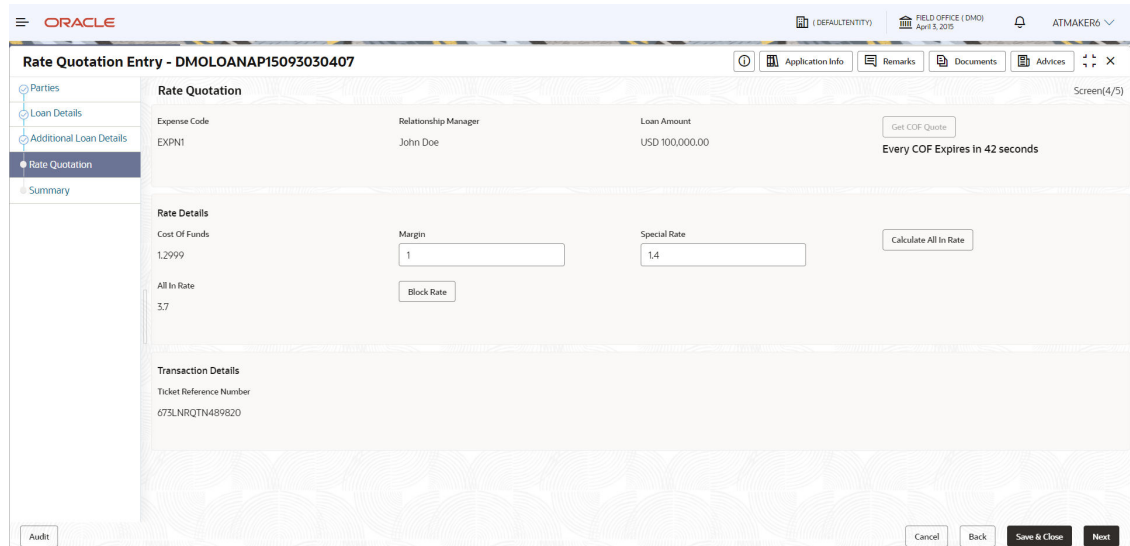 ORACLE
( DEFAULTENTITY)
FIELD OFFICE ( DMO)
April 3, 2015
ATMAKER6
Rate Quotation Entry - DMOLOANAP15093030407
Application Info
Remarks
Documents
Advices
Parties
Loan Details
Additional Loan Details
Rate Quotation
Summary
Rate Quotation
Screen(4/5)
Expense Code
Relationship Manager
Loan Amount
Get COF Quote
EXPN1
John Doe
USD 100,000.00
Every COF Expires in 42 seconds
Rate Details
Cost Of Funds
Margin
Special Rate
Calculate All In Rate
1.2999
1
1.4
All In Rate
Block Rate
3.7
Transaction Details
Ticket Reference Number
673LNRQTN489820
Audit
Cancel
Back
Save & Close
Next